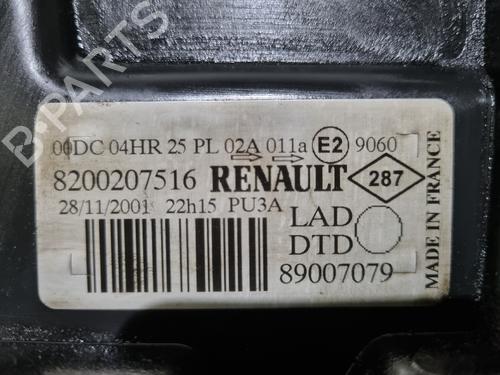 00DC 04HR 25 PL 02A 011a E2 9060
8200207516 RENAULT 287
28/11/2001 22h15 PU3A
LAD
DTD
89007079
MADE IN FRANCE
B-PARTS